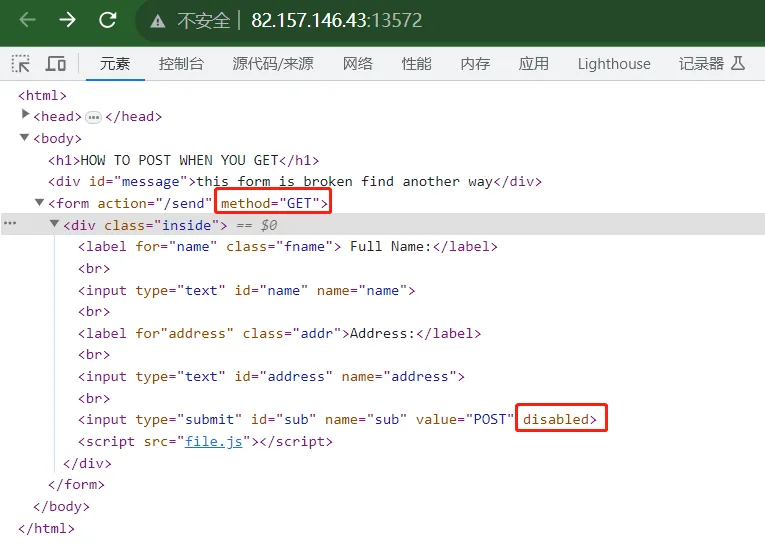 不安全 82.157.146.43:13572
元素 控制台 源代码/来源 网络 性能 内存 应用 Lighthouse 记录器
<html>
<head> ••• </head>
<body>
<h1>HOW TO POST WHEN YOU GET</h1>
<div id="message">this form is broken find another way</div>
<form action="/send" method="GET">
••• <div class="inside"> == $0
<label for="name" class="fname"> Full Name:</label>
<br>
<input type="text" id="name" name="name">
<br>
<label for"address" class="addr">Address:</label>
<br>
<input type="text" id="address" name="address">
<br>
<input type="submit" id="sub" name="sub" value="POST" disabled>
<script src="file.js"></script>
</div>
</form>
</body>
</html>